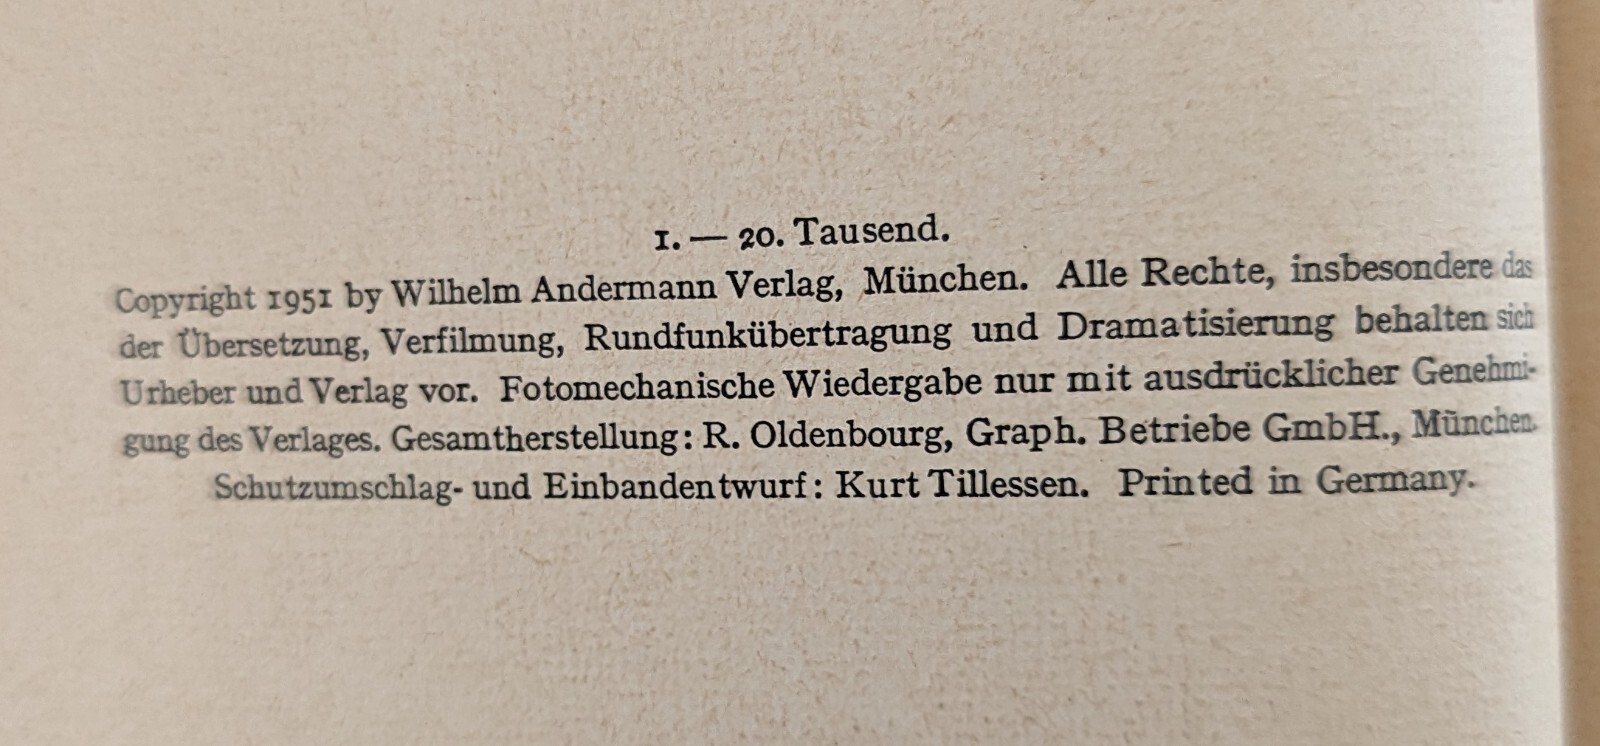 1. — 20. Tausend.
Copyright 1951 by Wilhelm Andermann Verlag, München. Alle Rechte, insbesondere das
der Übersetzung, Verfilmung, Rundfunkübertragung und Dramatisierung behalten sich
Urheber und Verlag vor. Fotomechanische Wiedergabe nur mit ausdrücklicher Genehmi-
gung des Verlages. Gesamtherstellung: R. Oldenbourg, Graph. Betriebe GmbH., München.
Schutzumschlag- und Einbandentwurf: Kurt Tillessen. Printed in Germany.